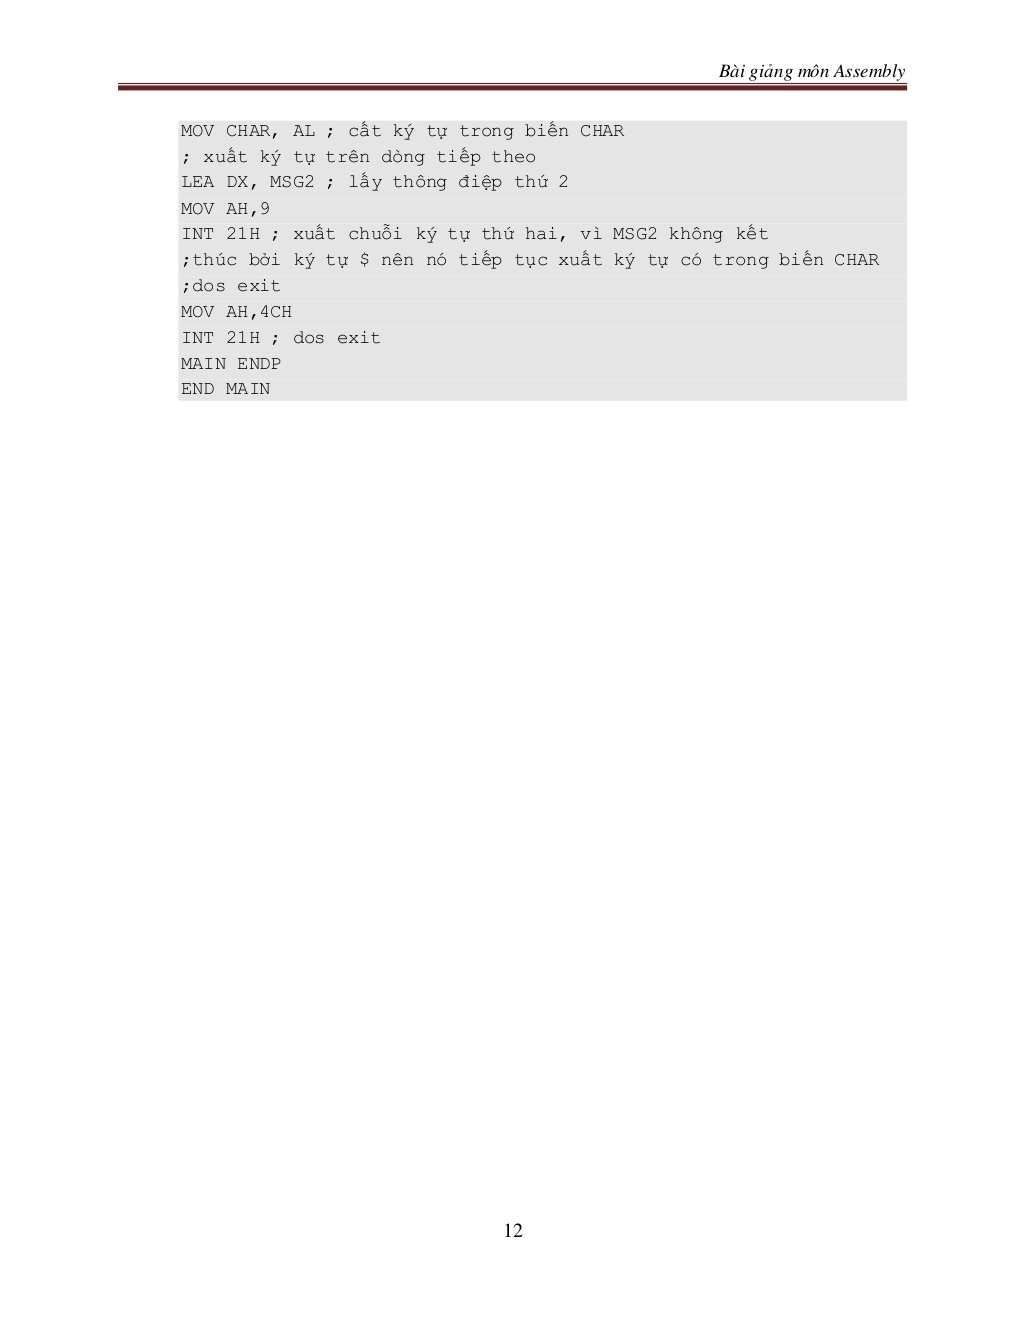 Bài giảng môn Assembly
MOV CHAR, AL ; cất ký tự trong biến CHAR
; xuất ký tự trên dòng tiếp theo
LEA DX, MSG2 ; lấy thông điệp thứ 2
MOV AH,9
INT 21H ; xuất chuỗi ký tự thứ hai, vì MSG2 không kết
;thúc bởi ký tự $ nên nó tiếp tục xuất ký tự có trong biến CHAR
;dos exit
MOV AH,4CH
INT 21H ; dos exit
MAIN ENDP
END MAIN
12